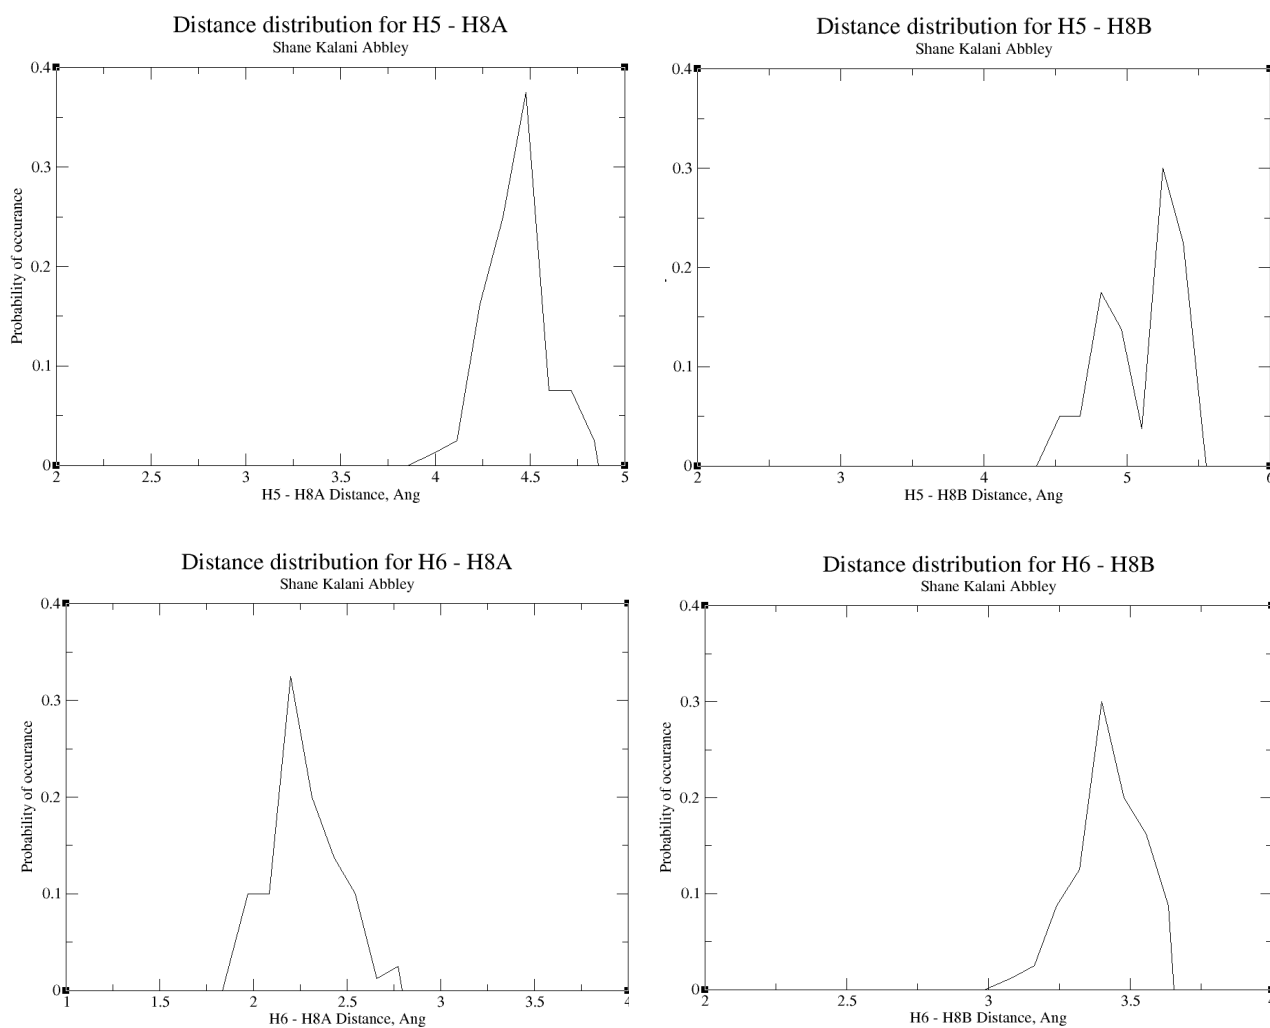 Distance distribution for H5 - H8A
Shane Kalani Abbley
0.4
0.3
0.2
0.1
0
Probability of occurance
2 2.5 3 3.5 4 4.5 5
H5 - H8A Distance, Ang
Distance distribution for H5 - H8B
Shane Kalani Abbley
0.4
0.3
0.2
0.1
0
2 3 4 5 6
H5 - H8B Distance, Ang
Distance distribution for H6 - H8A
Shane Kalani Abbley
0.4
0.3
0.2
0.1
0
Probability of occurance
1 1.5 2 2.5 3 3.5 4
H6 - H8A Distance, Ang
Distance distribution for H6 - H8B
Shane Kalani Abbley
0.4
0.3
0.2
0.1
0
Probability of occurance
2 2.5 3 3.5 4
H6 - H8B Distance, Ang